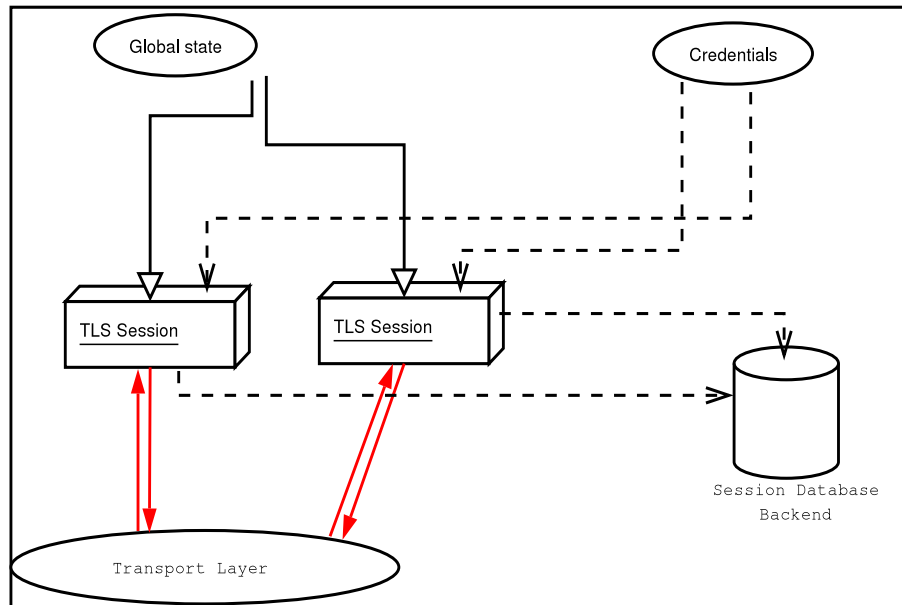 Global state
Credentials
TLS Session
TLS Session
Session Database
Backend
Transport Layer